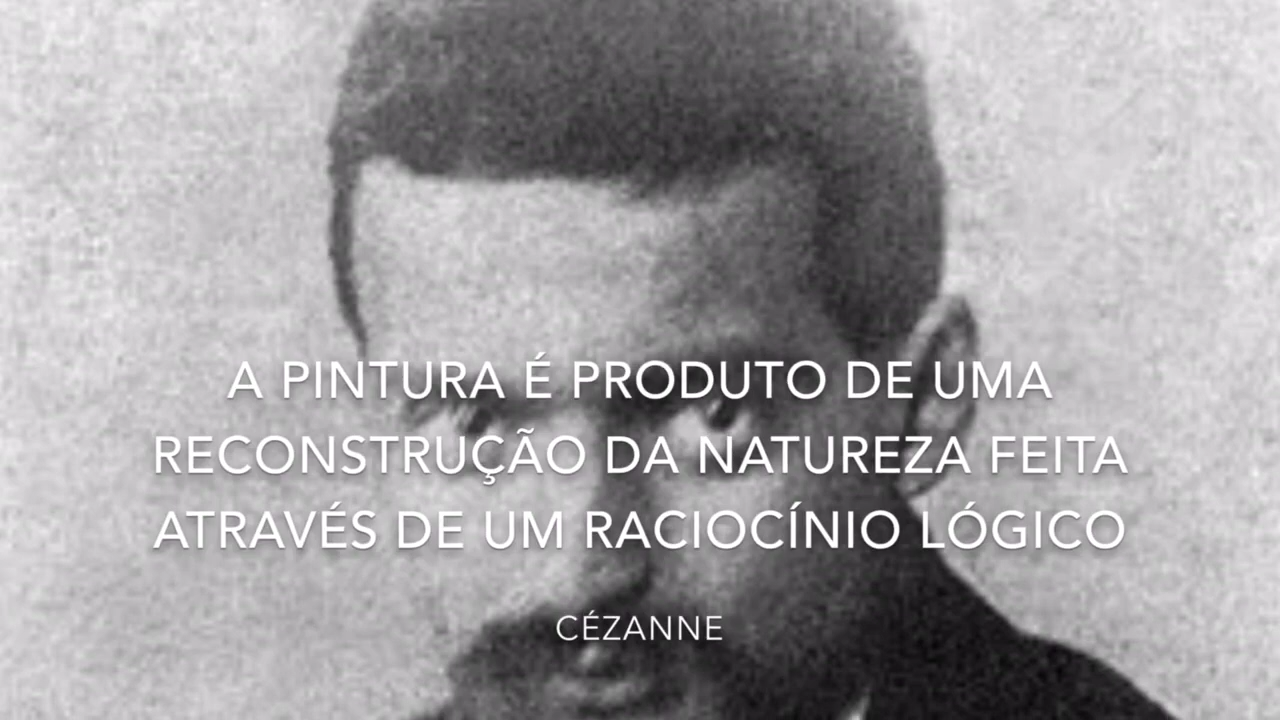 A PINTURA É PRODUTO DE UMA
RECONSTRUÇÃO DA NATUREZA FEITA
ATRAVÉS DE UM RACIOCÍNIO LÓGICO
CÉZANNE